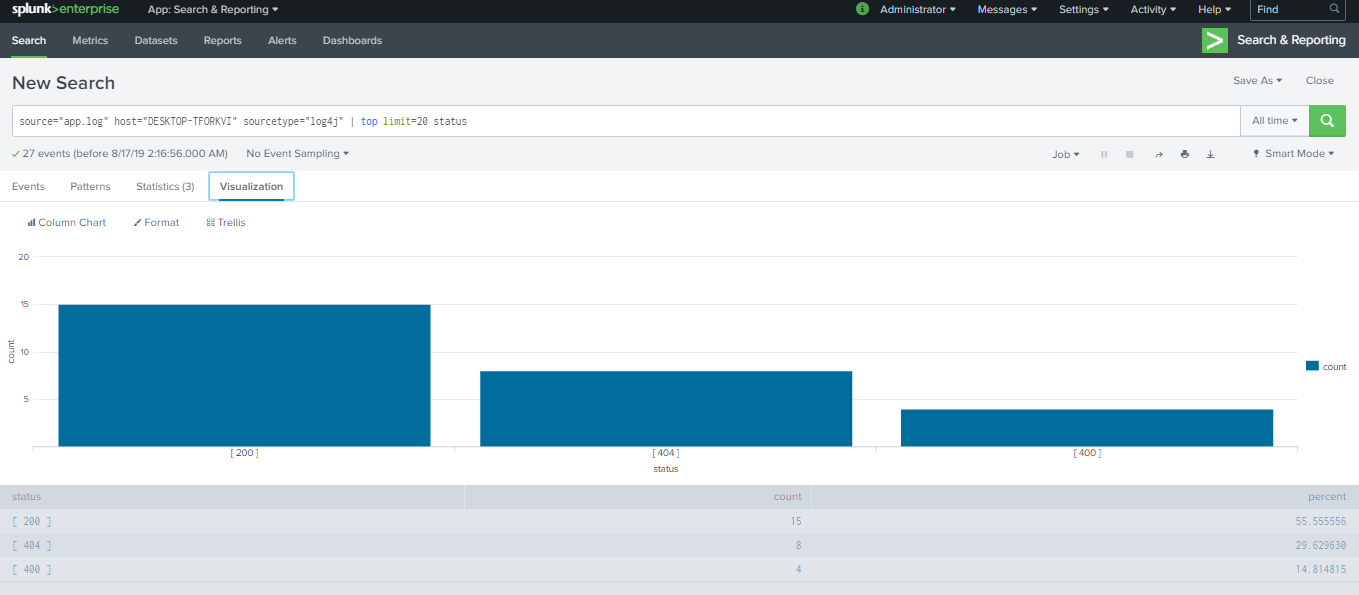 splunk>enterprise App: Search & Reporting ▾ i Administrator ▾ Messages ▾ Settings ▾ Activity ▾ Help ▾ Find
Search Metrics Datasets Reports Alerts Dashboards > Search & Reporting
New Search Save As ▾ Close
source="app.log" host="DESKTOP-TFORKVI" sourcetype="log4j" | top limit=20 status All time ▾
✓ 27 events (before 8/17/19 2:16:56.000 AM) No Event Sampling ▾ Job ▾ Smart Mode ▾
Events Patterns Statistics (3) Visualization
Column Chart Format Trellis
20
15
10
5
count
count
[ 200 ] [ 404 ] [ 400 ]
status
status count percent
[ 200 ] 15 55.555556
[ 404 ] 8 29.629630
[ 400 ] 4 14.814815